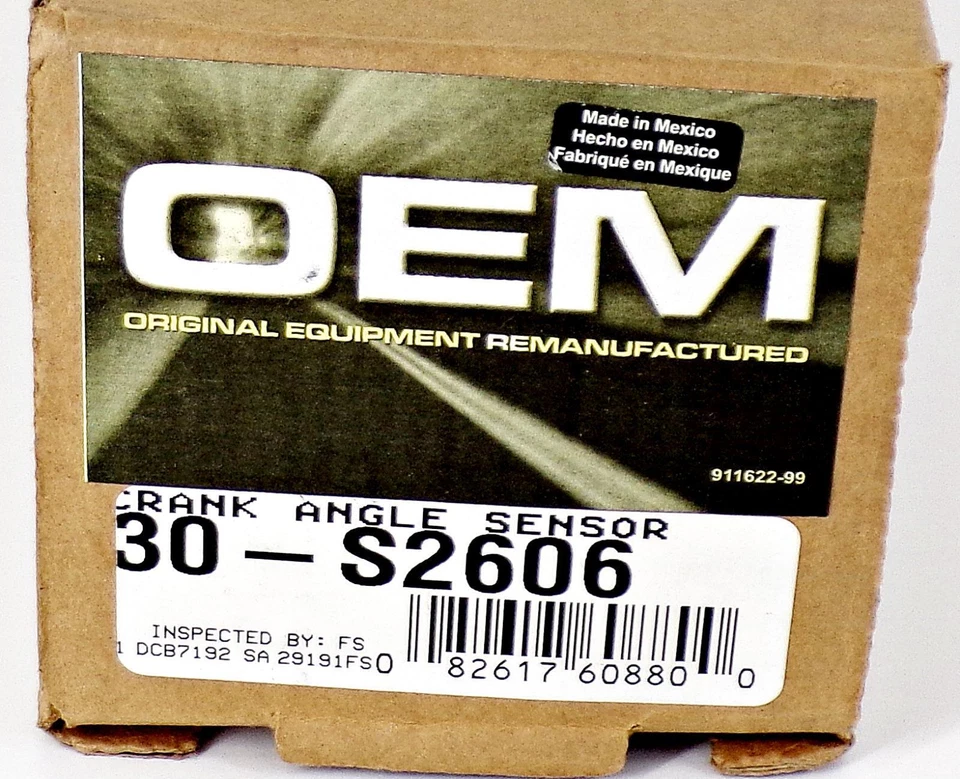 Made in Mexico
Hecho en Mexico
Fabriqué en Mexique
OEM
ORIGINAL EQUIPMENT REMANUFACTURED
911622-99
CRANK ANGLE SENSOR
30-S2606
INSPECTED BY: FS
1 DCB7192 SA 29191FS
0 82617 60880 0